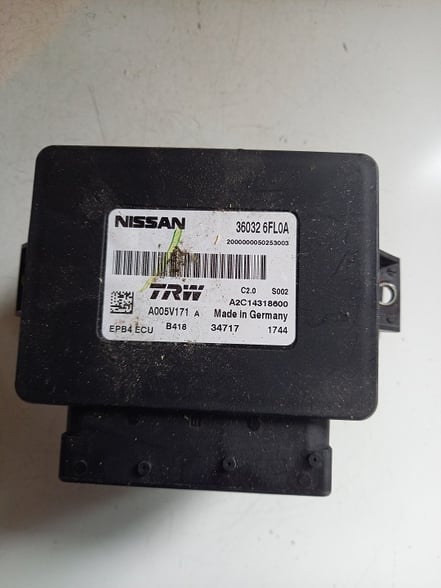 NISSAN 36032 6FL0A
2000000050253003
TRW C2.0 S002
A2C14318600
A005V171 A Made in Germany
EPB4 ECU B418 34717 1744